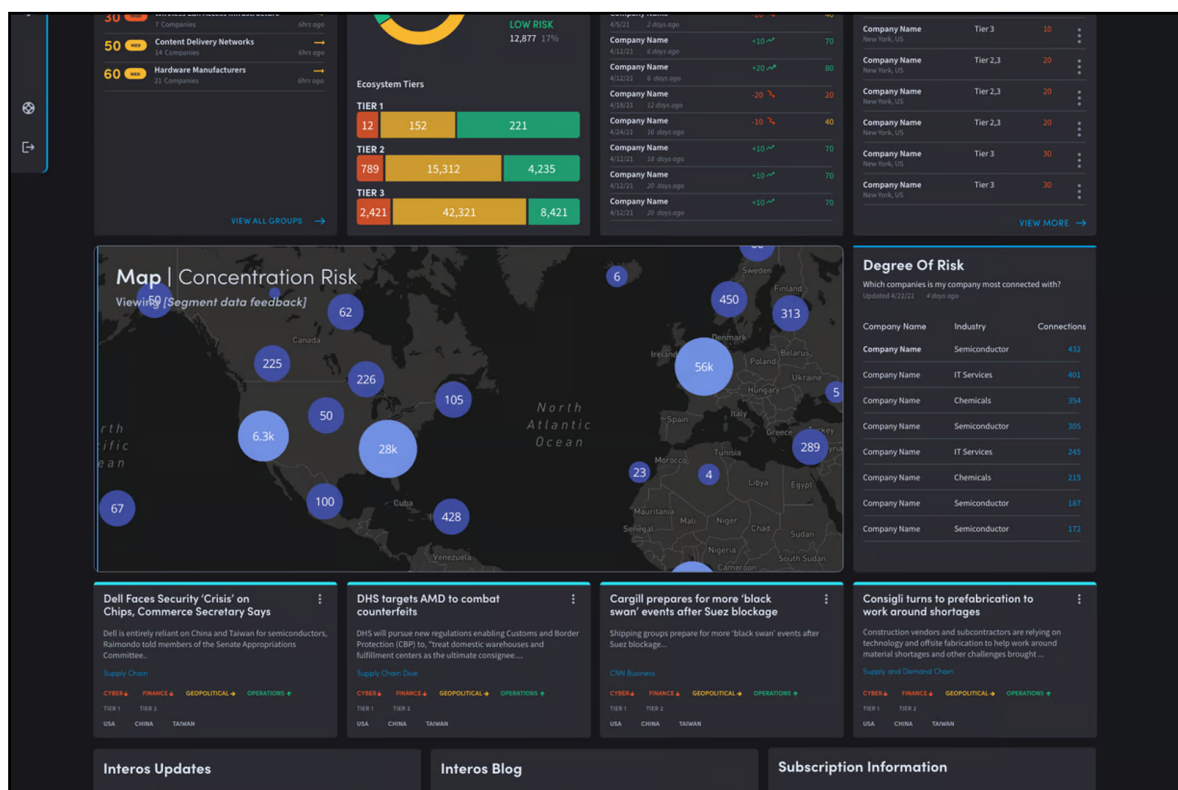 30
7 Companies
6hrs ago
50 MED Content Delivery Networks
14 Companies
6hrs ago
60 MED Hardware Manufacturers
21 Companies
6hrs ago
VIEW ALL GROUPS
LOW RISK
12,877 17%
Ecosystem Tiers
TIER 1
12 152 221
TIER 2
789 15,312 4,235
TIER 3
2,421 42,321 8,421
Company Name -10 40
4/5/21 2 days ago
Company Name +10 70
4/12/21 6 days ago
Company Name +20 80
4/12/21 8 days ago
Company Name -20 20
4/18/21 12 days ago
Company Name -10 40
4/24/21 16 days ago
Company Name +10 70
4/12/21 18 days ago
Company Name +10 70
4/12/21 20 days ago
Company Name +10 70
4/12/21 20 days ago
Company Name Tier 3 10
New York, US
Company Name Tier 2,3 20
New York, US
Company Name Tier 2,3 20
New York, US
Company Name Tier 2,3 20
New York, US
Company Name Tier 3 30
New York, US
Company Name Tier 3 30
New York, US
VIEW MORE
Map | Concentration Risk
Viewing [Segment data feedback]
50
62
Canada
225
226
50
105
6.3k
28k
100
Cuba
428
67
Venezuela
North
Atlantic
Ocean
6
Sweden
450
Finland
313
Denmark
Ireland
56k
Poland
Belarus
Ukraine
Hungary
5
Spain
Italy
Greece
289
Morocco
Tunisia
23
4
Libya
Egypt
Mauritania
Mali
Niger
Chad
Sudan
Senegal
Nigeria
South Sudan
Cameroon
Degree Of Risk
Which companies is my company most connected with?
Updated 4/22/21 4 days ago
Company Name Industry Connections
Company Name Semiconductor 432
Company Name IT Services 401
Company Name Chemicals 354
Company Name Semiconductor 305
Company Name IT Services 245
Company Name Chemicals 215
Company Name Semiconductor 187
Company Name Semiconductor 172
Dell Faces Security ‘Crisis’ on
Chips, Commerce Secretary Says
Dell is entirely reliant on China and Taiwan for semiconductors,
Raimondo told members of the Senate Appropriations
Committee..
Supply Chain
CYBER FINANCE GEOPOLITICAL OPERATIONS
TIER 1 TIER 2
USA CHINA TAIWAN
DHS targets AMD to combat
counterfeits
DHS will pursue new regulations enabling Customs and Border
Protection (CBP) to, "treat domestic warehouses and
fulfillment centers as the ultimate consignee....
Supply Chain Dive
CYBER FINANCE GEOPOLITICAL OPERATIONS
TIER 1 TIER 2
USA CHINA TAIWAN
Cargill prepares for more ‘black
swan’ events after Suez blockage
Shipping groups prepare for more ‘black swan’ events after
Suez blockage...
CNN Business
CYBER FINANCE GEOPOLITICAL OPERATIONS
TIER 1 TIER 2
USA CHINA TAIWAN
Consigli turns to prefabrication to
work around shortages
Construction vendors and subcontractors are relying on
technology and offsite fabrication to help work around
material shortages and other challenges brought ...
Supply and Demand Chain
CYBER FINANCE GEOPOLITICAL OPERATIONS
TIER 1 TIER 2
USA CHINA TAIWAN
Interos Updates
Interos Blog
Subscription Information